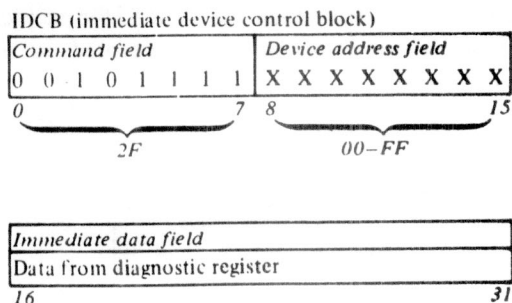 IDCB (immediate device control block)
Command field Device address field
0 0 1 0 1 1 1 1 X X X X X X X X
0 7 8 15
2F 00–FF
Immediate data field
Data from diagnostic register
16 31